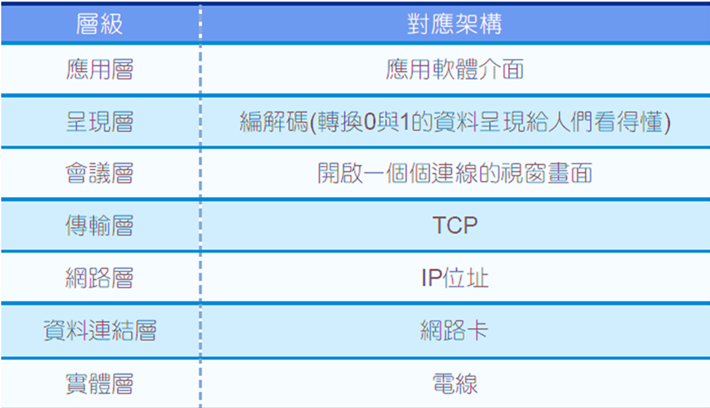 層級 對應架構
應用層 應用軟體介面
呈現層 編解碼(轉換0與1的資料呈現給人們看得懂)
會議層 開啟一個個連線的視窗畫面
傳輸層 TCP
網路層 IP位址
資料連結層 網路卡
實體層 電線